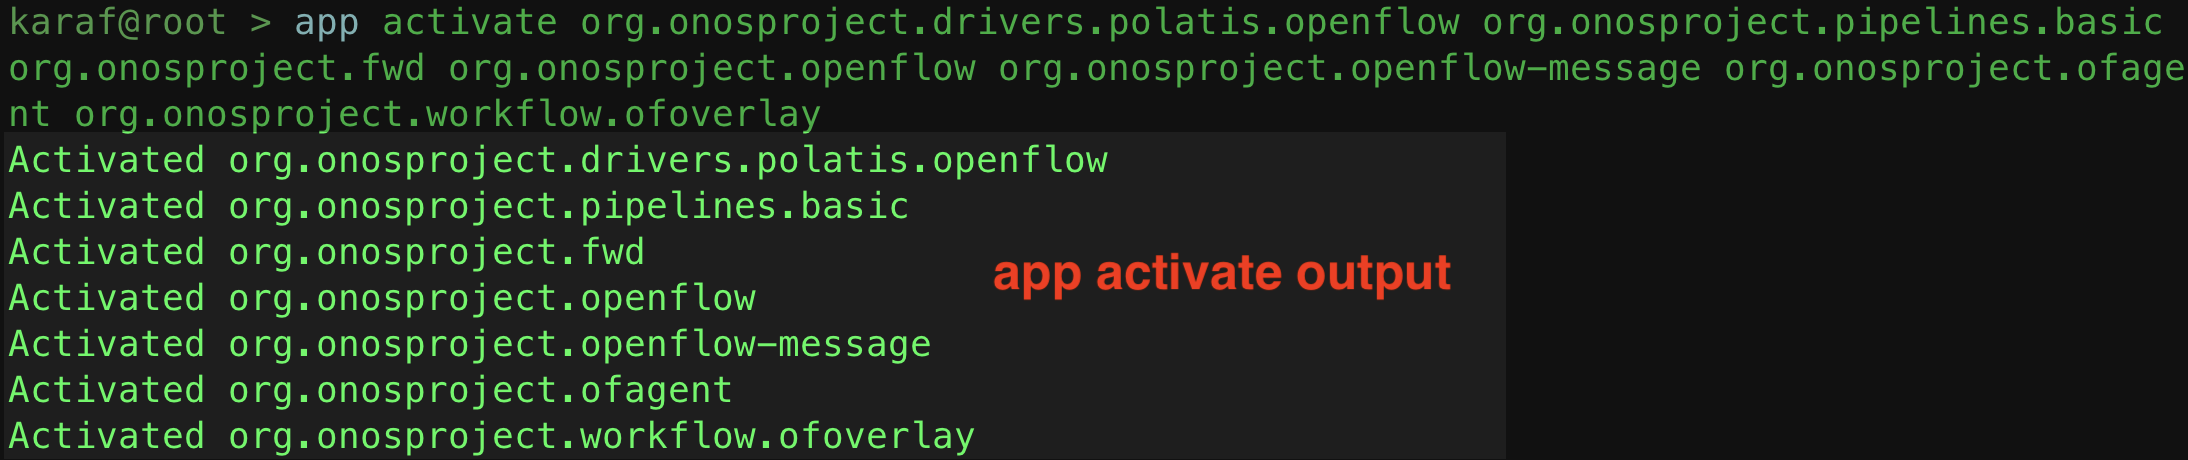 karaf@root > app activate org.onosproject.drivers.polatis.openflow org.onosproject.pipelines.basic
org.onosproject.fwd org.onosproject.openflow org.onosproject.openflow-message org.onosproject.ofage
nt org.onosproject.workflow.ofoverlay
Activated org.onosproject.drivers.polatis.openflow
Activated org.onosproject.pipelines.basic
Activated org.onosproject.fwd
app activate output
Activated org.onosproject.openflow
Activated org.onosproject.openflow-message
Activated org.onosproject.ofagent
Activated org.onosproject.workflow.ofoverlay